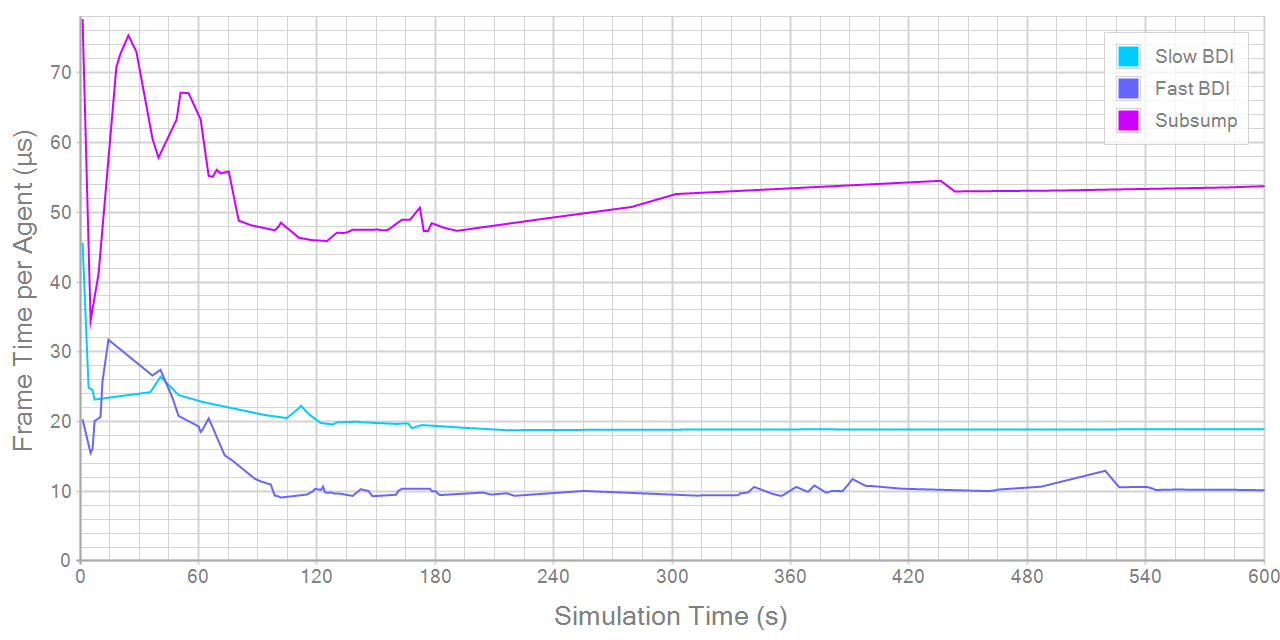 Frame Time per Agent (µs)
70
60
50
40
30
20
10
0
0 60 120 180 240 300 360 420 480 540 600
Simulation Time (s)
Slow BDI
Fast BDI
Subsump